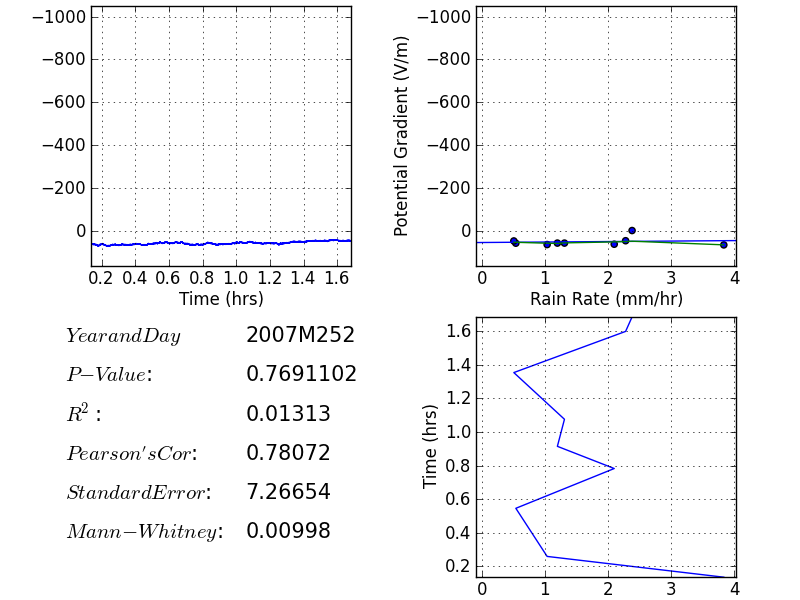 −1000
−800
−600
−400
−200
0
0.2 0.4 0.6 0.8 1.0 1.2 1.4 1.6
Time (hrs)
Potential Gradient (V/m)
−1000
−800
−600
−400
−200
0
0 1 2 3 4
Rain Rate (mm/hr)
YearandDay 2007M252
P−Value: 0.7691102
R²: 0.01313
Pearson'sCor: 0.78072
StandardError: 7.26654
Mann−Whitney: 0.00998
Time (hrs)
1.6
1.4
1.2
1.0
0.8
0.6
0.4
0.2
0 1 2 3 4